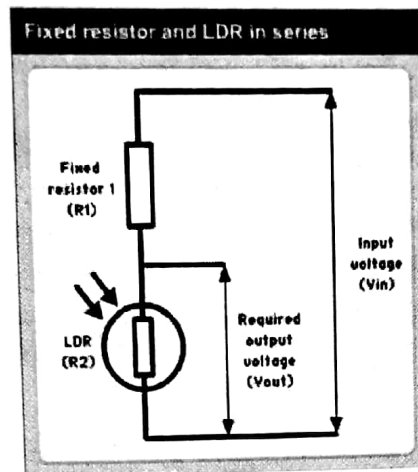 Fixed resistor and LDR in series
Fixed
resistor 1
(R1)
Input
voltage
(Vin)
LDR
(R2)
Required
output
voltage
(Vout)